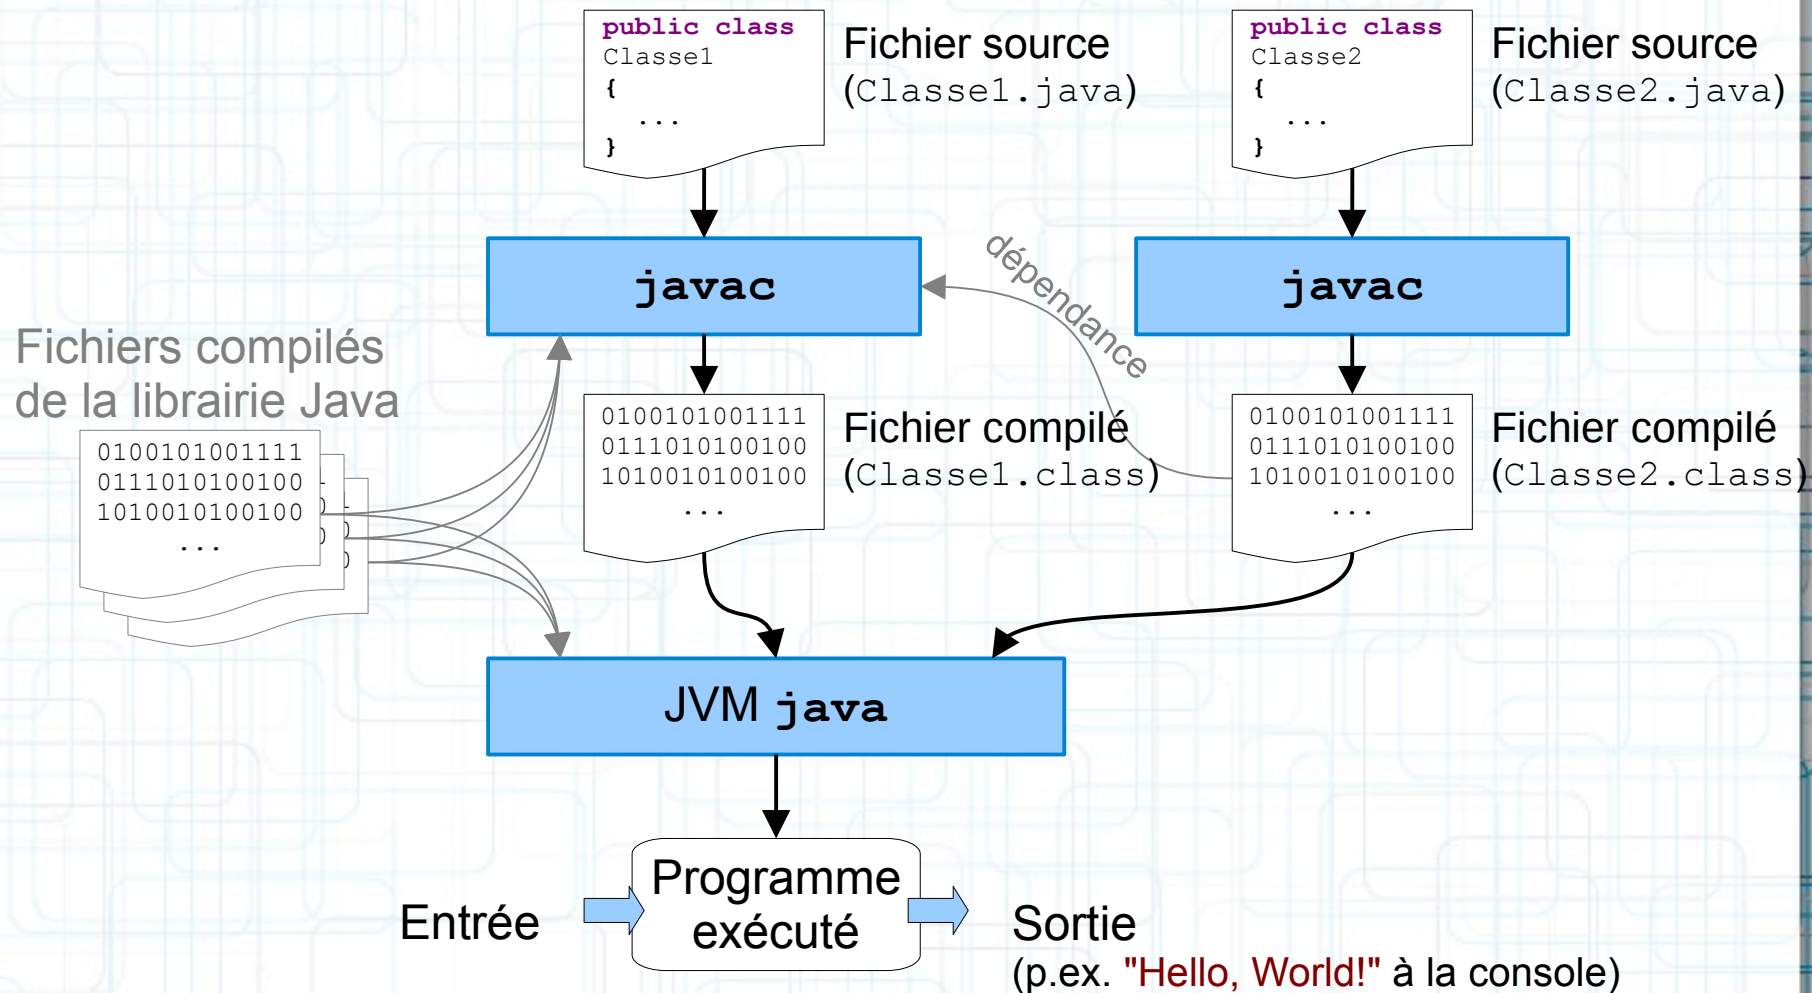 public class
Classe1
{
...
}
Fichier source
(Classe1.java)
public class
Classe2
{
...
}
Fichier source
(Classe2.java)
javac
dépendance
javac
Fichiers compilés
de la librairie Java
0100101001111
0111010100100
1010010100100
...
0100101001111
0111010100100
1010010100100
...
Fichier compilé
(Classe1.class)
0100101001111
0111010100100
1010010100100
...
Fichier compilé
(Classe2.class)
JVM java
Entrée
Programme
exécuté
Sortie
(p.ex. "Hello, World!" à la console)